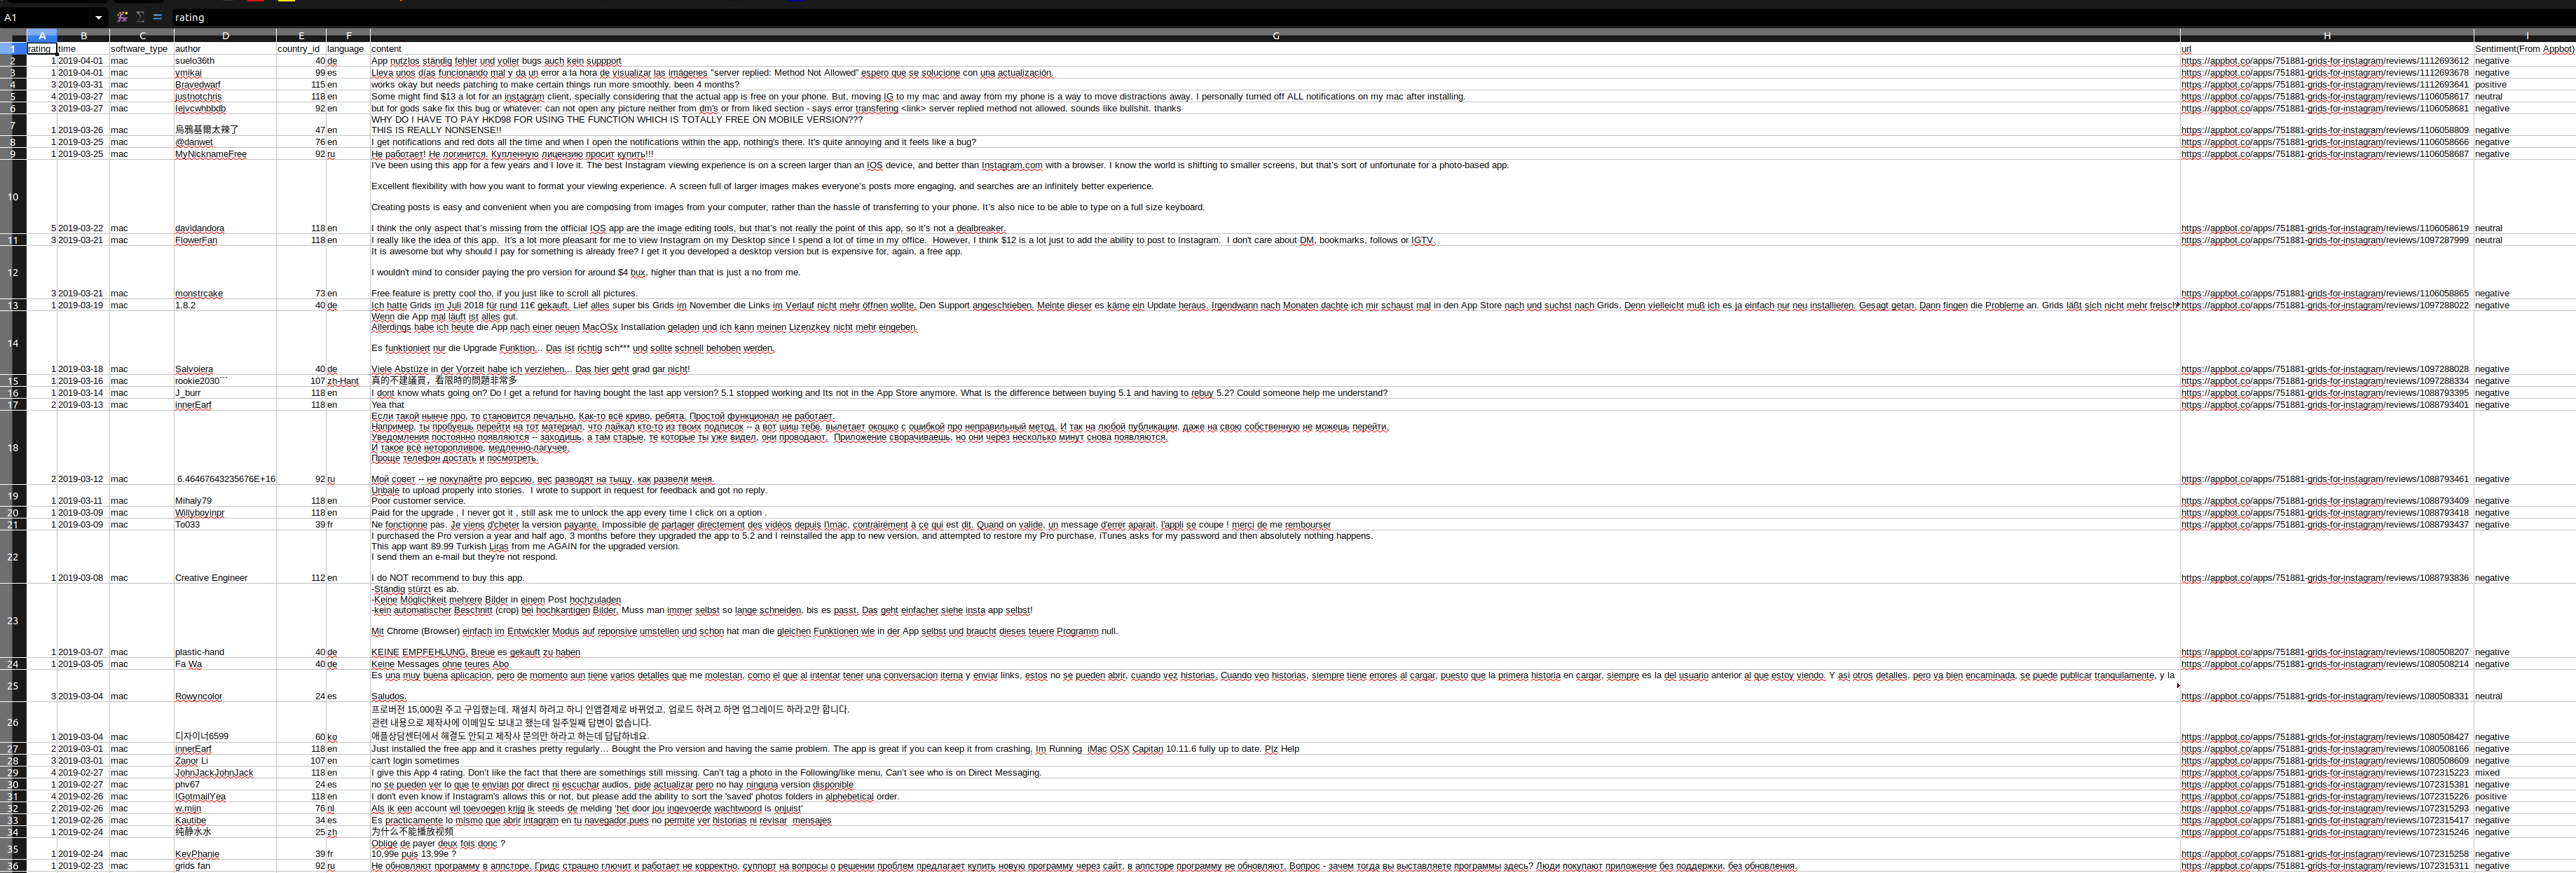 A1 rating
A B C D E F G H I
1 rating time software_type author country_id language content url Sentiment(From Appbot)
2 1 2019-04-01 mac suelo36th 40 de App nutzlos ständig fehler und voller bugs auch kein suppport https://appbot.co/apps/751881-grids-for-instagram/reviews/1112693612 negative
3 1 2019-04-01 mac ymikai 99 es Lleva unos días funcionando mal y da un error a la hora de visualizar las imágenes "server replied: Method Not Allowed" espero que se solucione con una actualización. https://appbot.co/apps/751881-grids-for-instagram/reviews/1112693678 negative
4 3 2019-03-31 mac Bravedwarf 115 en works okay but needs patching to make certain things run more smoothly. been 4 months? https://appbot.co/apps/751881-grids-for-instagram/reviews/1112693641 positive
5 4 2019-03-27 mac justnotchris 118 en Some might find $13 a lot for an instagram client, specially considering that the actual app is free on your phone. But, moving IG to my mac and away from my phone is a way to move distractions away. I personally turned off ALL notifications on my mac after installing. https://appbot.co/apps/751881-grids-for-instagram/reviews/1106058617 neutral
6 3 2019-03-27 mac lejvcwhbbdb 92 en but for gods sake fix this bug or whatever: can not open any picture neither from dm's or from liked section - says error transfering <link> server replied method not allowed. sounds like bullshit. thanks https://appbot.co/apps/751881-grids-for-instagram/reviews/1106058681 negative
WHY DO I HAVE TO PAY HKD98 FOR USING THE FUNCTION WHICH IS TOTALLY FREE ON MOBILE VERSION???
7 1 2019-03-26 mac 烏鴉基爾太辣了 47 en THIS IS REALLY NONSENSE!! https://appbot.co/apps/751881-grids-for-instagram/reviews/1106058809 negative
8 1 2019-03-25 mac @danwet 76 en I get notifications and red dots all the time and when I open the notifications within the app, nothing's there. It's quite annoying and it feels like a bug? https://appbot.co/apps/751881-grids-for-instagram/reviews/1106058666 negative
9 1 2019-03-25 mac MyNicknameFree 92 ru Не работает! Не логинится. Купленную лицензию просит купить!!! https://appbot.co/apps/751881-grids-for-instagram/reviews/1106058687 negative
I've been using this app for a few years and I love it. The best Instagram viewing experience is on a screen larger than an IOS device, and better than Instagram.com with a browser. I know the world is shifting to smaller screens, but that's sort of unfortunate for a photo-based app.
Excellent flexibility with how you want to format your viewing experience. A screen full of larger images makes everyone's posts more engaging, and searches are an infinitely better experience.
10
Creating posts is easy and convenient when you are composing from images from your computer, rather than the hassle of transferring to your phone. It's also nice to be able to type on a full size keyboard.
5 2019-03-22 mac davidandora 118 en I think the only aspect that's missing from the official IOS app are the image editing tools, but that's not really the point of this app, so it's not a dealbreaker. https://appbot.co/apps/751881-grids-for-instagram/reviews/1106058619 neutral
11 3 2019-03-21 mac FlowerFan 118 en I really like the idea of this app. It's a lot more pleasant for me to view Instagram on my Desktop since I spend a lot of time in my office. However, I think $12 is a lot just to add the ability to post to Instagram. I don't care about DM, bookmarks, follows or IGTV. https://appbot.co/apps/751881-grids-for-instagram/reviews/1097287999 neutral
It is awesome but why should I pay for something is already free? I get it you developed a desktop version but is expensive for, again, a free app.
12 I wouldn't mind to consider paying the pro version for around $4 bux, higher than that is just a no from me.
3 2019-03-21 mac monstrcake 73 en Free feature is pretty cool tho, if you just like to scroll all pictures. https://appbot.co/apps/751881-grids-for-instagram/reviews/1106058865 negative
13 1 2019-03-19 mac 1.8.2 40 de Ich hatte Grids im Juli 2018 für rund 11€ gekauft. Lief alles super bis Grids im November die Links im Verlauf nicht mehr öffnen wollte. Den Support angeschrieben. Meinte dieser es käme ein Update heraus. Irgendwann nach Monaten dachte ich mir schaust mal in den App Store nach und suchst nach Grids. Denn vielleicht muß ich es ja einfach nur neu installieren. Gesagt getan. Dann fingen die Probleme an. Grids läßt sich nicht mehr freisch https://appbot.co/apps/751881-grids-for-instagram/reviews/1097288022 negative
Wenn die App mal läuft ist alles gut.
Allerdings habe ich heute die App nach einer neuen MacOSx Installation geladen und ich kann meinen Lizenzkey nicht mehr eingeben.
14
Es funktioniert nur die Upgrade Funktion... Das ist richtig sch*** und sollte schnell behoben werden.
1 2019-03-18 mac Salvoiera 40 de Viele Abstüze in der Vorzeit habe ich verziehen... Das hier geht grad gar nicht! https://appbot.co/apps/751881-grids-for-instagram/reviews/1097288028 negative
15 1 2019-03-16 mac rookie2030``` 107 zh-Hant 真的不建議買，看限時的問題非常多 https://appbot.co/apps/751881-grids-for-instagram/reviews/1097288334 negative
16 1 2019-03-14 mac J_burr 118 en I dont know whats going on? Do I get a refund for having bought the last app version? 5.1 stopped working and Its not in the App Store anymore. What is the difference between buying 5.1 and having to rebuy 5.2? Could someone help me understand? https://appbot.co/apps/751881-grids-for-instagram/reviews/1088793395 negative
17 2 2019-03-13 mac innerEarf 118 en Yea that https://appbot.co/apps/751881-grids-for-instagram/reviews/1088793401 negative
Если такой нынче про, то становится печально. Как-то всё криво, ребята. Простой функционал не работает.
Например, ты пробуешь перейти на тот материал, что лайкал кто-то из твоих подписок -- а вот шиш тебе, вылетает окошко с ошибкой про неправильный метод. И так на любой публикации, даже на свою собственную не можешь перейти.
Уведомления постоянно появляются -- заходишь, а там старые, те которые ты уже видел, они проводают. Приложение сворачиваешь, но они через несколько минут снова появляются.
18 И такое всё неторопливое, медленно-лагучее.
Проще телефон достать и посмотреть.
2 2019-03-12 mac 6.46467643235676E+16 92 ru Мой совет -- не покупайте pro версию, вес разводят на тыщу, как развели меня. https://appbot.co/apps/751881-grids-for-instagram/reviews/1088793461 negative
19 Unbale to upload properly into stories. I wrote to support in request for feedback and got no reply.
1 2019-03-11 mac Mihaly79 118 en Poor customer service. https://appbot.co/apps/751881-grids-for-instagram/reviews/1088793409 negative
20 1 2019-03-09 mac Willyboyinpr 118 en Paid for the upgrade , I never got it , still ask me to unlock the app every time I click on a option . https://appbot.co/apps/751881-grids-for-instagram/reviews/1088793418 negative
21 1 2019-03-09 mac To033 39 fr Ne fonctionne pas. Je viens d'cheter la version payante. Impossible de partager directement des vidéos depuis l'imac, contrairement à ce qui est dit. Quand on valide, un message d'errer aparait, l'appli se coupe ! merci de me rembourser https://appbot.co/apps/751881-grids-for-instagram/reviews/1088793437 negative
I purchased the Pro version a year and half ago, 3 months before they upgraded the app to 5.2 and I reinstalled the app to new version, and attempted to restore my Pro purchase, iTunes asks for my password and then absolutely nothing happens.
This app want 89.99 Turkish Liras from me AGAIN for the upgraded version.
22 I send them an e-mail but they're not respond.
1 2019-03-08 mac Creative Engineer 112 en I do NOT recommend to buy this app. https://appbot.co/apps/751881-grids-for-instagram/reviews/1088793836 negative
-Ständig stürzt es ab.
-Keine Möglichkeit mehrere Bilder in einem Post hochzuladen
-kein automatischer Beschnitt (crop) bei hochkantigen Bilder. Muss man immer selbst so lange schneiden, bis es passt. Das geht einfacher siehe insta app selbst!
23
Mit Chrome (Browser) einfach im Entwickler Modus auf reponsive umstellen und schon hat man die gleichen Funktionen wie in der App selbst und braucht dieses teuere Programm null.
1 2019-03-07 mac plastic-hand 40 de KEINE EMPFEHLUNG. Breue es gekauft zu haben https://appbot.co/apps/751881-grids-for-instagram/reviews/1080508207 negative
24 1 2019-03-05 mac Fa Wa 40 de Keine Messages ohne teures Abo https://appbot.co/apps/751881-grids-for-instagram/reviews/1080508214 negative
Es una muy buena aplicacion, pero de momento aun tiene varios detalles que me molestan, como el que al intentar tener una conversacion iterna y enviar links, estos no se pueden abrir, cuando vez historias, Cuando veo historias, siempre tiene errores al cargar, puesto que la primera historia en cargar, siempre es la del usuario anterior al que estoy viendo. Y asi otros detalles, pero va bien encaminada, se puede publicar tranquilamente, y la
25
3 2019-03-04 mac Rowyncolor 24 es Saludos. https://appbot.co/apps/751881-grids-for-instagram/reviews/1080508331 neutral
프로버전 15,000원 주고 구입했는데, 재설치 하려고 하니 인앱결제로 바뀌었고, 업로드 하려고 하면 업그레이드 하라고만 합니다.
26 관련 내용으로 제작사에 이메일도 보내고 했는데 일주일째 답변이 없습니다.
1 2019-03-04 mac 디자이너6599 60 ko 애플상담센터에서 해결도 안되고 제작사 문의만 하라고 하는데 답답하네요. https://appbot.co/apps/751881-grids-for-instagram/reviews/1080508427 negative
27 2 2019-03-01 mac innerEarf 118 en Just installed the free app and it crashes pretty regularly… Bought the Pro version and having the same problem. The app is great if you can keep it from crashing, Im Running iMac OSX Capitan 10.11.6 fully up to date. Plz Help https://appbot.co/apps/751881-grids-for-instagram/reviews/1080508166 negative
28 3 2019-03-01 mac Zanor Li 107 en can't login sometimes https://appbot.co/apps/751881-grids-for-instagram/reviews/1080508609 negative
29 4 2019-02-27 mac JohnJackJohnJack 118 en I give this App 4 rating. Don't like the fact that there are somethings still missing. Can't tag a photo in the Following/like menu, Can't see who is on Direct Messaging. https://appbot.co/apps/751881-grids-for-instagram/reviews/1072315223 mixed
30 1 2019-02-27 mac phv67 24 es no se pueden ver lo que te envian por direct ni escuchar audios, pide actualizar pero no hay ninguna version disponible https://appbot.co/apps/751881-grids-for-instagram/reviews/1072315381 negative
31 4 2019-02-26 mac IGotmailYea 118 en I don't even know if Instagram's allows this or not, but please add the ability to sort the 'saved' photos folders in alphebetical order. https://appbot.co/apps/751881-grids-for-instagram/reviews/1072315226 positive
32 2 2019-02-26 mac w.mijn 76 nl Als ik een account wil toevoegen krijg ik steeds de melding 'het door jou ingevoerde wachtwoord is onjuist' https://appbot.co/apps/751881-grids-for-instagram/reviews/1072315293 negative
33 1 2019-02-26 mac Kautibe 34 es Es practicamente lo mismo que abrir intagram en tu navegador,pues no permite ver historias ni revisar mensajes https://appbot.co/apps/751881-grids-for-instagram/reviews/1072315417 negative
34 1 2019-02-24 mac 纯静水水 25 zh 为什么不能播放视频 https://appbot.co/apps/751881-grids-for-instagram/reviews/1072315246 negative
35 Obligé de payer deux fois donc ?
1 2019-02-24 mac KevPhanie 39 fr 10,99e puis 13,99e ? https://appbot.co/apps/751881-grids-for-instagram/reviews/1072315258 negative
36 1 2019-02-23 mac grids fan 92 ru Не обновляют программу в аппсторе. Гридс страшно глючит и работает не корректно, суппорт на вопросы о решении проблем предлагает купить новую программу через сайт, в аппсторе программу не обновляют. Вопрос - зачем тогда вы выставляете программы здесь? Люди покупают приложение без поддержки, без обновления. https://appbot.co/apps/751881-grids-for-instagram/reviews/1072315311 negative